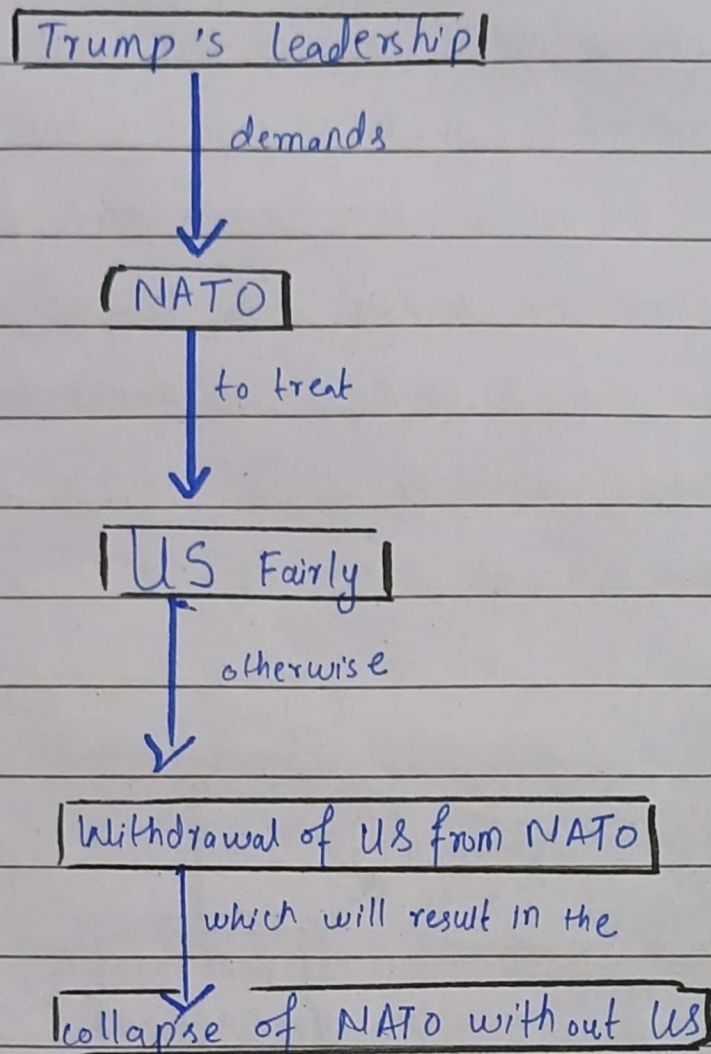 Trump's leadership
demands
NATO
to treat
US Fairly
otherwise
Withdrawal of US from NATO
which will result in the
collapse of NATO without US